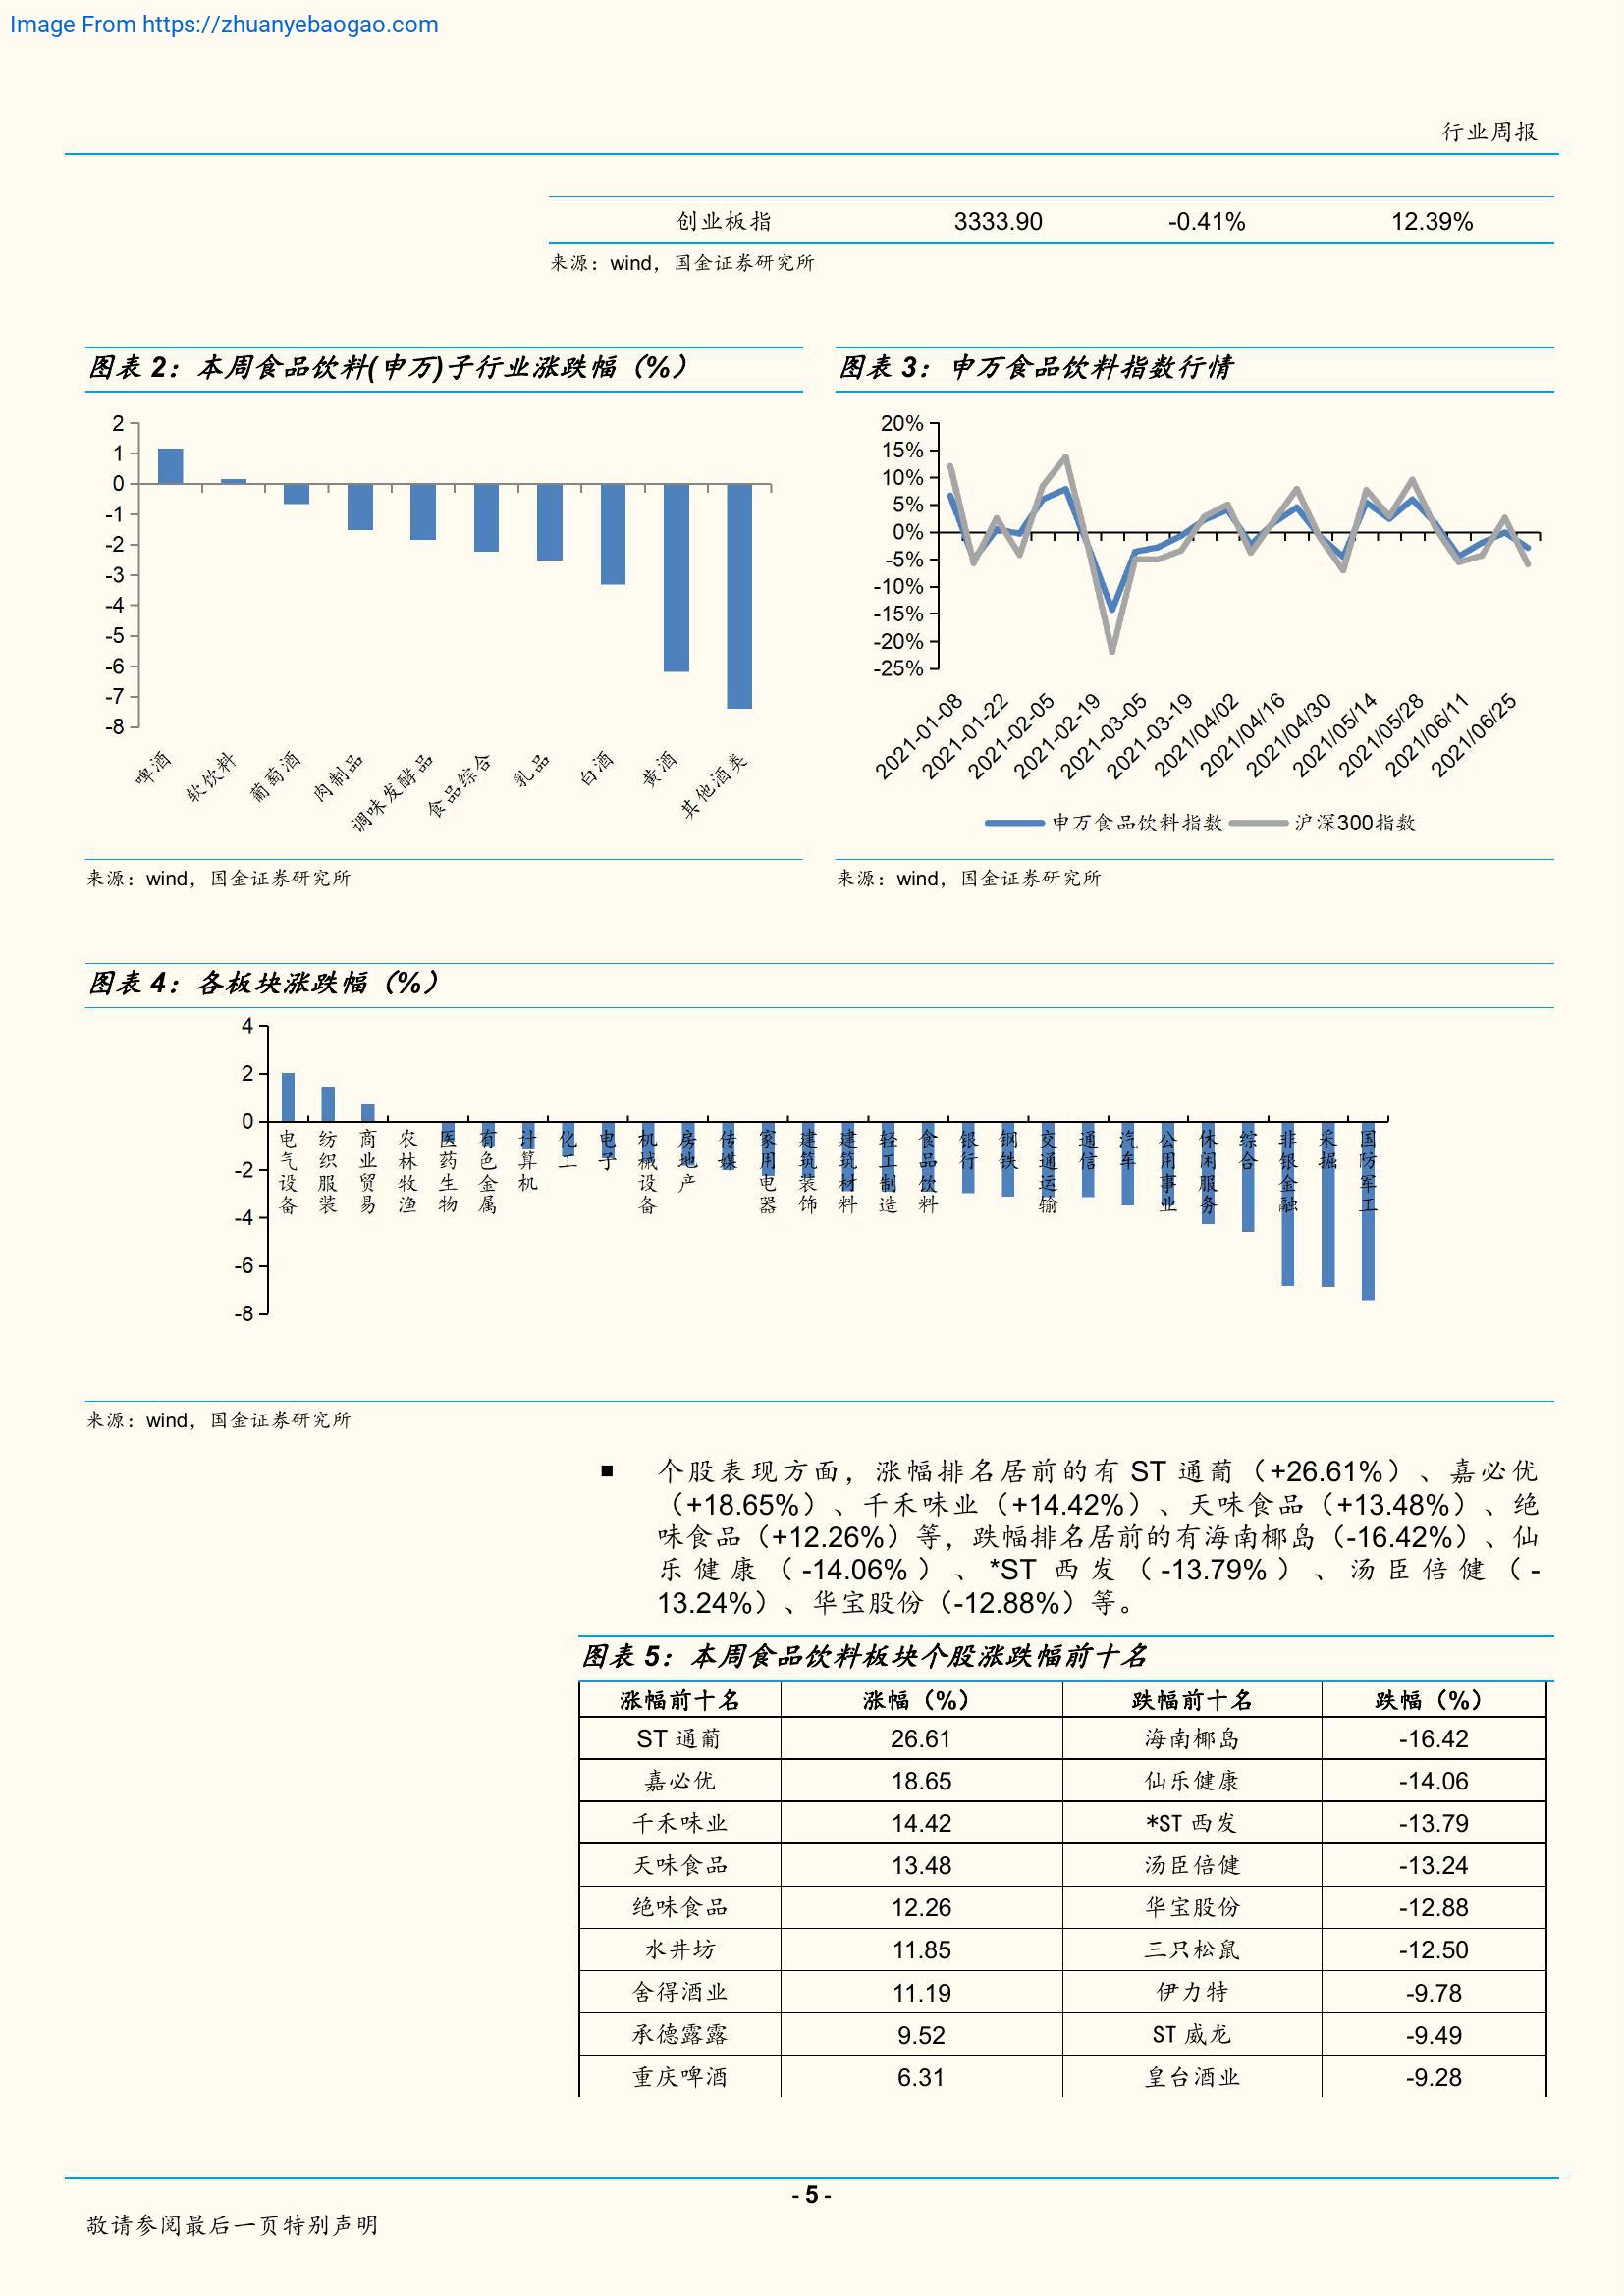 Image From https://zhuanyebaogao.com
行业周报
创业板指 3333.90 -0.41% 12.39%
来源：wind，国金证券研究所
图表 2：本周食品饮料(申万)子行业涨跌幅（%）
2
1
0
-1
-2
-3
-4
-5
-6
-7
-8
啤酒 软饮料 葡萄酒 肉制品 调味发酵品 食品综合 乳品 白酒 黄酒 其他酒类
来源：wind，国金证券研究所
图表 3：申万食品饮料指数行情
20%
15%
10%
5%
0%
-5%
-10%
-15%
-20%
-25%
2021-01-08 2021-01-22 2021-02-05 2021-02-19 2021-03-05 2021-03-19 2021/04/02 2021/04/16 2021/04/30 2021/05/14 2021/05/28 2021/06/11 2021/06/25
申万食品饮料指数 沪深300指数
来源：wind，国金证券研究所
图表 4：各板块涨跌幅（%）
4
2
0
-2
-4
-6
-8
电气设备 纺织服装 商业贸易 农林牧渔 医药生物 有色金属 计算机 化工 电子 机械设备 房地产 传媒 家用电器 建筑装饰 建筑材料 轻工制造 食品饮料 银行 钢铁 交通运输 通信 汽车 公用事业 休闲服务 综合 非银金融 采掘 国防军工
来源：wind，国金证券研究所
■ 个股表现方面，涨幅排名居前的有 ST 通葡（+26.61%）、嘉必优
（+18.65%）、千禾味业（+14.42%）、天味食品（+13.48%）、绝
味食品（+12.26%）等，跌幅排名居前的有海南椰岛（-16.42%）、仙
乐健康（-14.06%）、*ST 西发（-13.79%）、汤臣倍健（-
13.24%）、华宝股份（-12.88%）等。
图表 5：本周食品饮料板块个股涨跌幅前十名
涨幅前十名 涨幅（%） 跌幅前十名 跌幅（%）
ST 通葡 26.61 海南椰岛 -16.42
嘉必优 18.65 仙乐健康 -14.06
千禾味业 14.42 *ST 西发 -13.79
天味食品 13.48 汤臣倍健 -13.24
绝味食品 12.26 华宝股份 -12.88
水井坊 11.85 三只松鼠 -12.50
舍得酒业 11.19 伊力特 -9.78
承德露露 9.52 ST 威龙 -9.49
重庆啤酒 6.31 皇台酒业 -9.28
- 5 -
敬请参阅最后一页特别声明